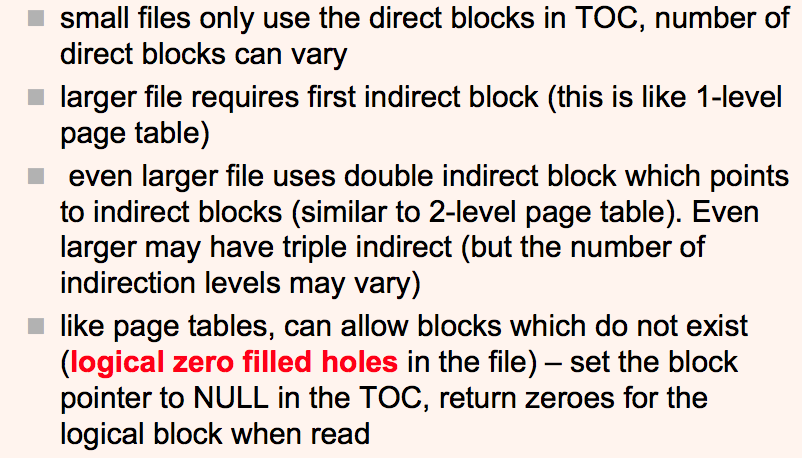 small files only use the direct blocks in TOC, number of
direct blocks can vary
larger file requires first indirect block (this is like 1-level
page table)
even larger file uses double indirect block which points
to indirect blocks (similar to 2-level page table). Even
larger may have triple indirect (but the number of
indirection levels may vary)
like page tables, can allow blocks which do not exist
(logical zero filled holes in the file) – set the block
pointer to NULL in the TOC, return zeroes for the
logical block when read